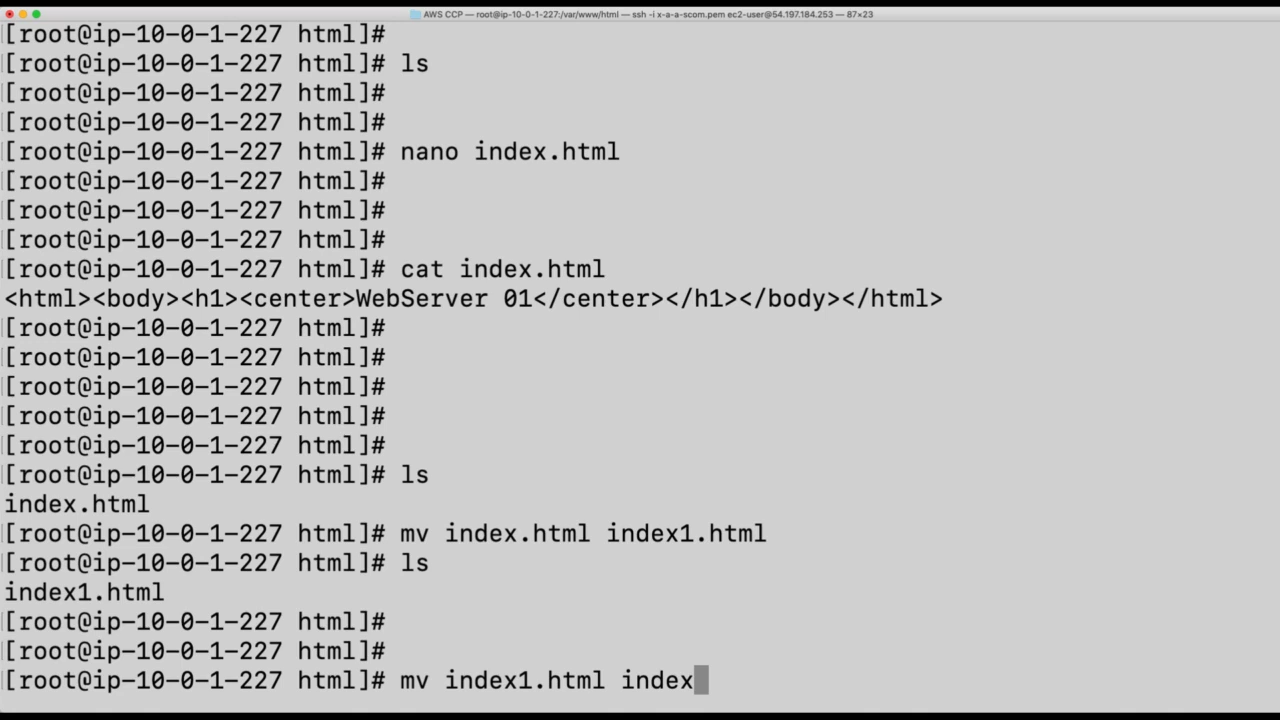 AWS CCP — root@ip-10-0-1-227:/var/www/html — ssh -i x-a-a-scom.pem ec2-user@54.197.184.253 — 87×23
[root@ip-10-0-1-227 html]#
[root@ip-10-0-1-227 html]# ls
[root@ip-10-0-1-227 html]#
[root@ip-10-0-1-227 html]#
[root@ip-10-0-1-227 html]# nano index.html
[root@ip-10-0-1-227 html]#
[root@ip-10-0-1-227 html]#
[root@ip-10-0-1-227 html]#
[root@ip-10-0-1-227 html]# cat index.html
<html><body><h1><center>WebServer 01</center></h1></body></html>
[root@ip-10-0-1-227 html]#
[root@ip-10-0-1-227 html]#
[root@ip-10-0-1-227 html]#
[root@ip-10-0-1-227 html]#
[root@ip-10-0-1-227 html]#
[root@ip-10-0-1-227 html]# ls
index.html
[root@ip-10-0-1-227 html]# mv index.html index1.html
[root@ip-10-0-1-227 html]# ls
index1.html
[root@ip-10-0-1-227 html]#
[root@ip-10-0-1-227 html]#
[root@ip-10-0-1-227 html]# mv index1.html index